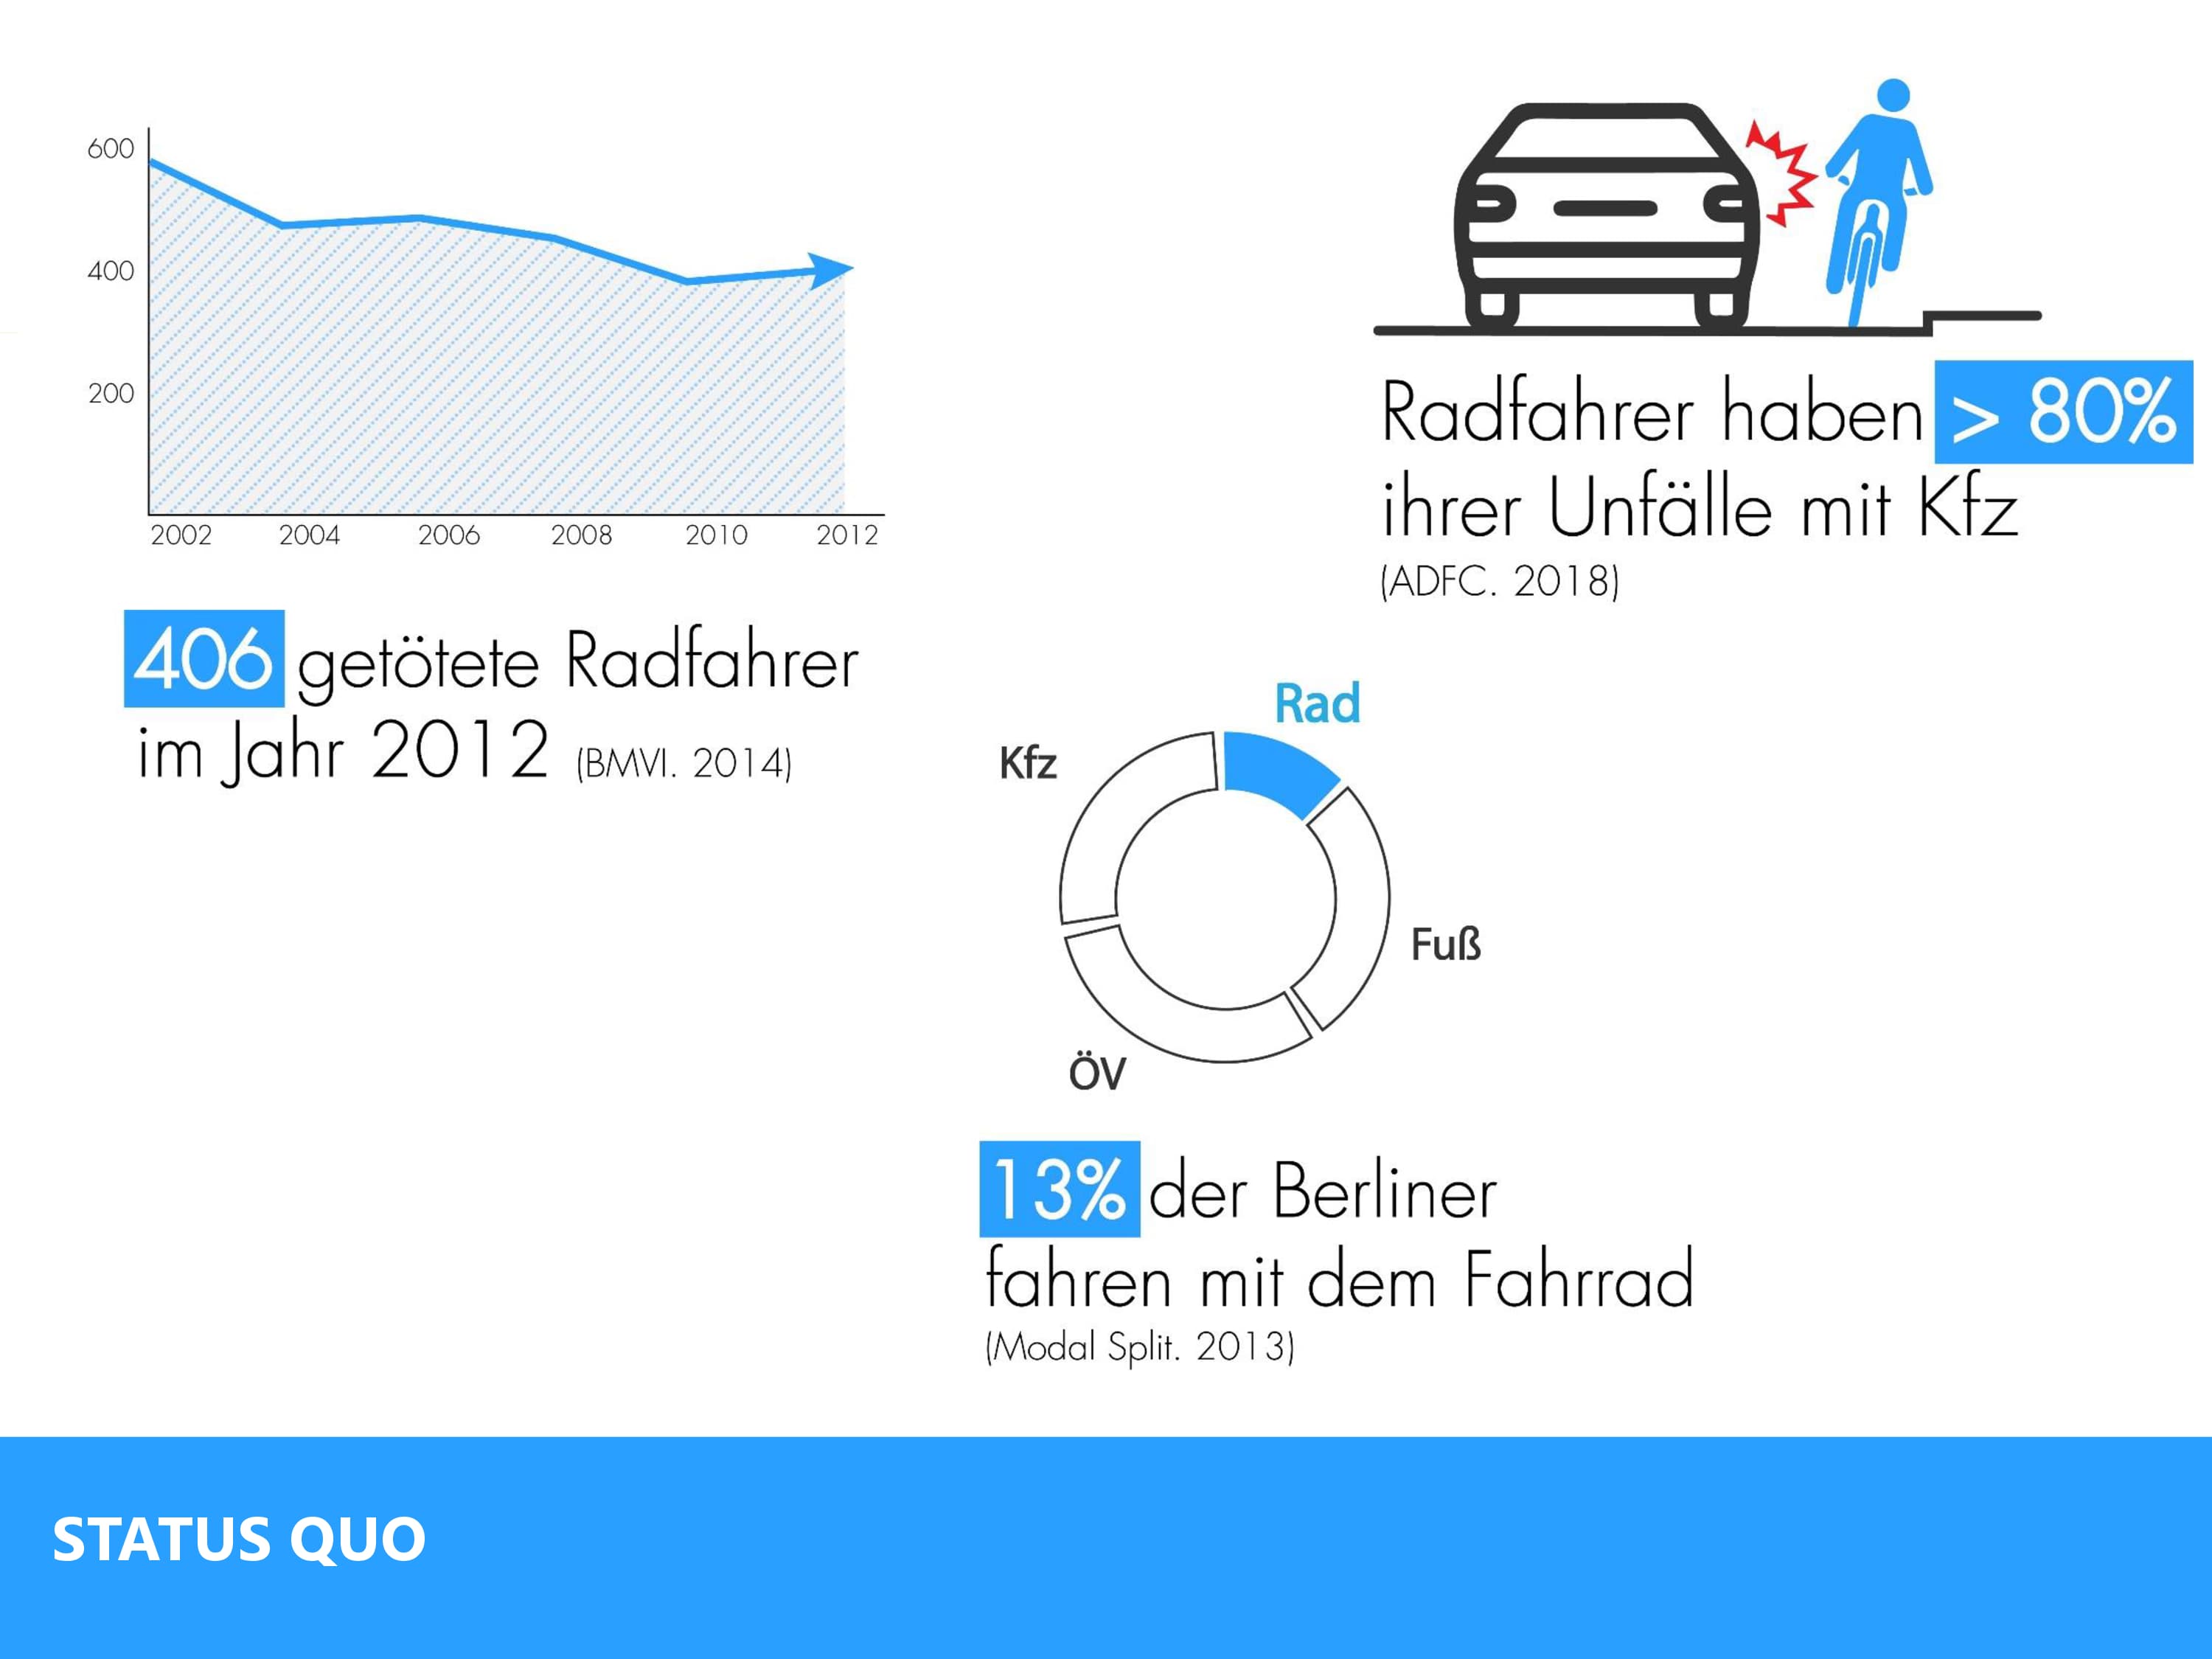 600
400
200
2002 2004 2006 2008 2010 2012
406 getötete Radfahrer
im Jahr 2012 (BMVI. 2014)
Radfahrer haben > 80%
ihrer Unfälle mit Kfz
(ADFC. 2018)
Rad
Kfz
Fuß
ÖV
13% der Berliner
fahren mit dem Fahrrad
(Modal Split. 2013)
STATUS QUO